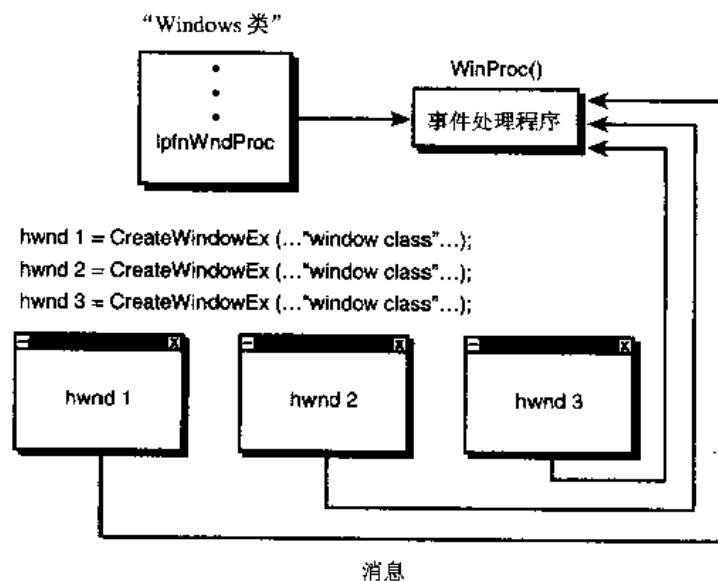 “Windows 类”
WinProc()
lpfnWndProc
事件处理程序
hwnd 1 = CreateWindowEx (…“window class”…);
hwnd 2 = CreateWindowEx (…“window class”…);
hwnd 3 = CreateWindowEx (…“window class”…);
hwnd 1
hwnd 2
hwnd 3
消息